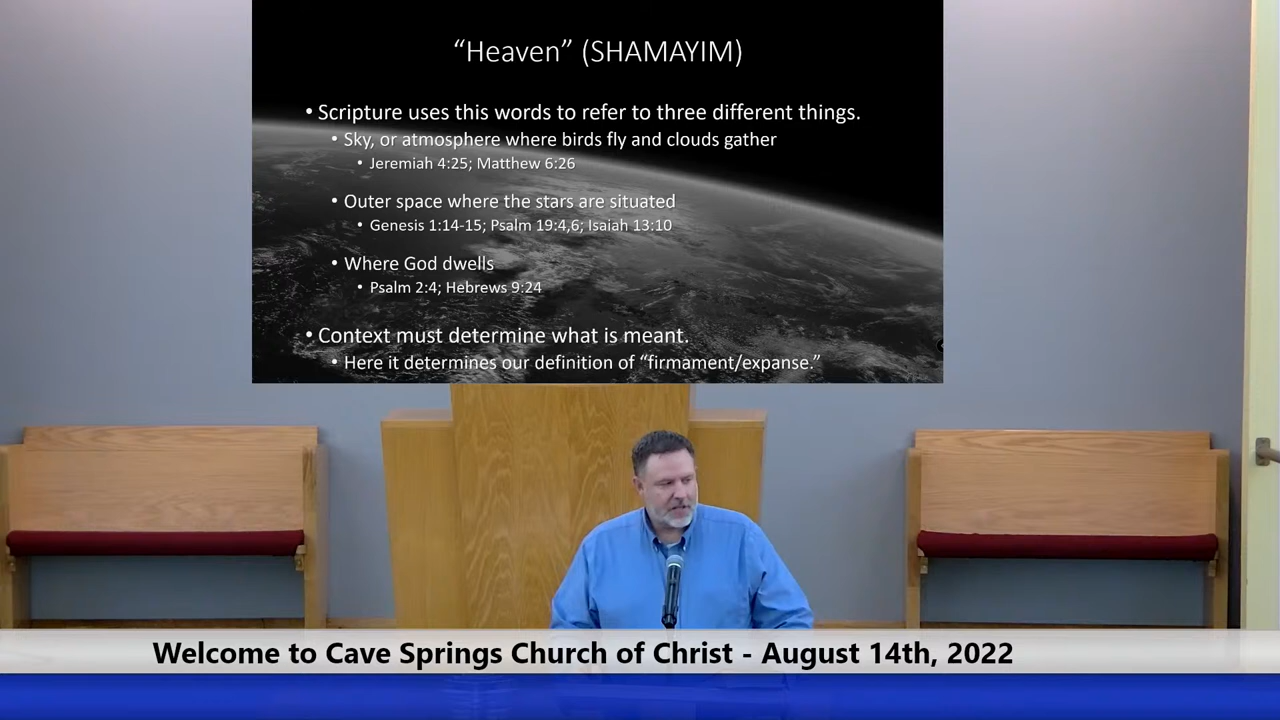 “Heaven” (SHAMAYIM)
• Scripture uses this words to refer to three different things.
• Sky, or atmosphere where birds fly and clouds gather
• Jeremiah 4:25; Matthew 6:26
• Outer space where the stars are situated
• Genesis 1:14-15; Psalm 19:4,6; Isaiah 13:10
• Where God dwells
• Psalm 2:4; Hebrews 9:24
• Context must determine what is meant.
• Here it determines our definition of “firmament/expanse.”
Welcome to Cave Springs Church of Christ - August 14th, 2022